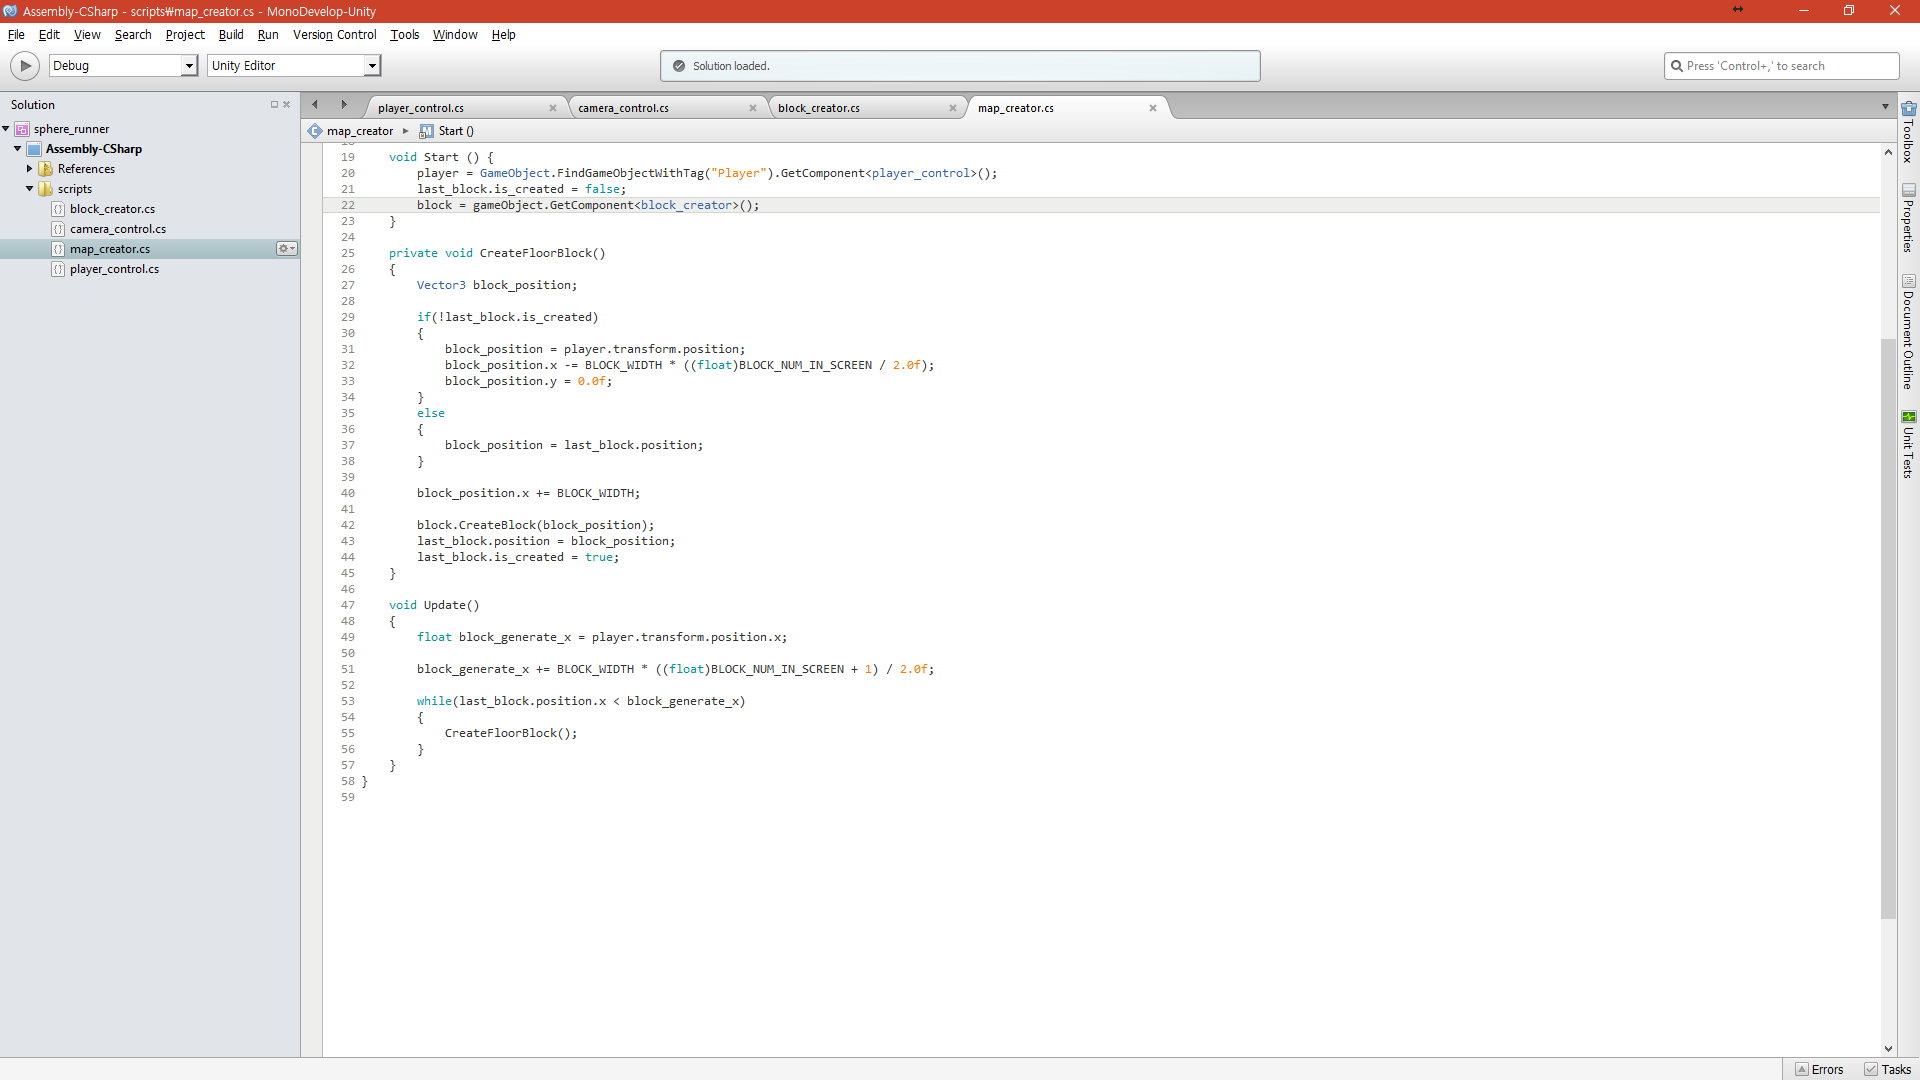 Assembly-CSharp - scripts₩map_creator.cs - MonoDevelop-Unity
File Edit View Search Project Build Run Version Control Tools Window Help
Debug Unity Editor Solution loaded. Press 'Control+,' to search
Solution
sphere_runner
Assembly-CSharp
References
scripts
block_creator.cs
camera_control.cs
map_creator.cs
player_control.cs
player_control.cs camera_control.cs block_creator.cs map_creator.cs
map_creator Start ()
19 void Start () {
20 player = GameObject.FindGameObjectWithTag("Player").GetComponent<player_control>();
21 last_block.is_created = false;
22 block = gameObject.GetComponent<block_creator>();
23 }
24
25 private void CreateFloorBlock()
26 {
27 Vector3 block_position;
28
29 if(!last_block.is_created)
30 {
31 block_position = player.transform.position;
32 block_position.x -= BLOCK_WIDTH * ((float)BLOCK_NUM_IN_SCREEN / 2.0f);
33 block_position.y = 0.0f;
34 }
35 else
36 {
37 block_position = last_block.position;
38 }
39
40 block_position.x += BLOCK_WIDTH;
41
42 block.CreateBlock(block_position);
43 last_block.position = block_position;
44 last_block.is_created = true;
45 }
46
47 void Update()
48 {
49 float block_generate_x = player.transform.position.x;
50
51 block_generate_x += BLOCK_WIDTH * ((float)BLOCK_NUM_IN_SCREEN + 1) / 2.0f;
52
53 while(last_block.position.x < block_generate_x)
54 {
55 CreateFloorBlock();
56 }
57 }
58 }
59
Toolbox
Properties
Document Outline
Unit Tests
Errors Tasks